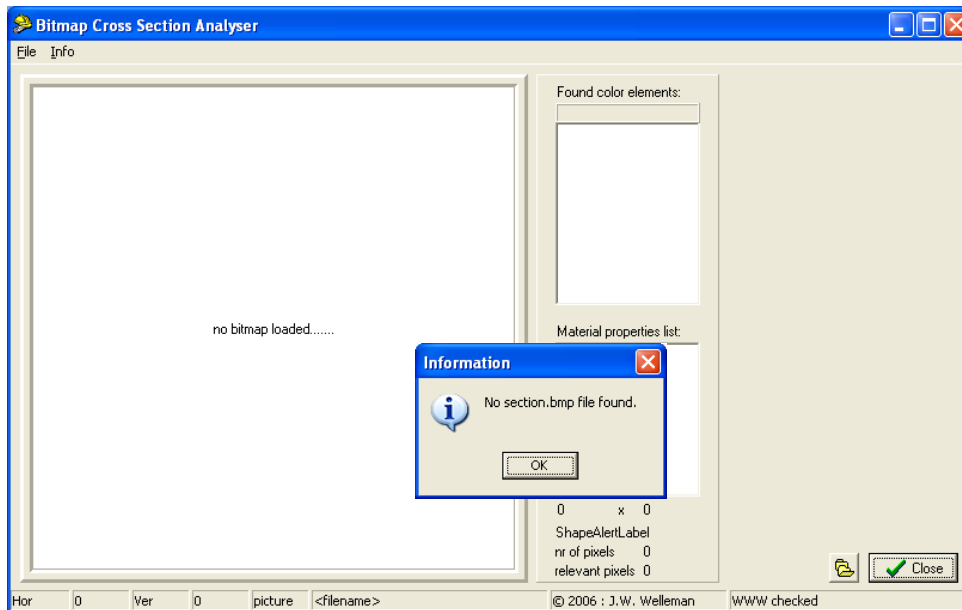 Bitmap Cross Section Analyser
File Info
Found color elements:
no bitmap loaded.......
Material properties list:
Information
No section.bmp file found.
OK
0 x 0
ShapeAlertLabel
nr of pixels 0
relevant pixels 0
Close
Hor 0 Ver 0 picture <filename> © 2006 : J.W. Welleman WWW checked